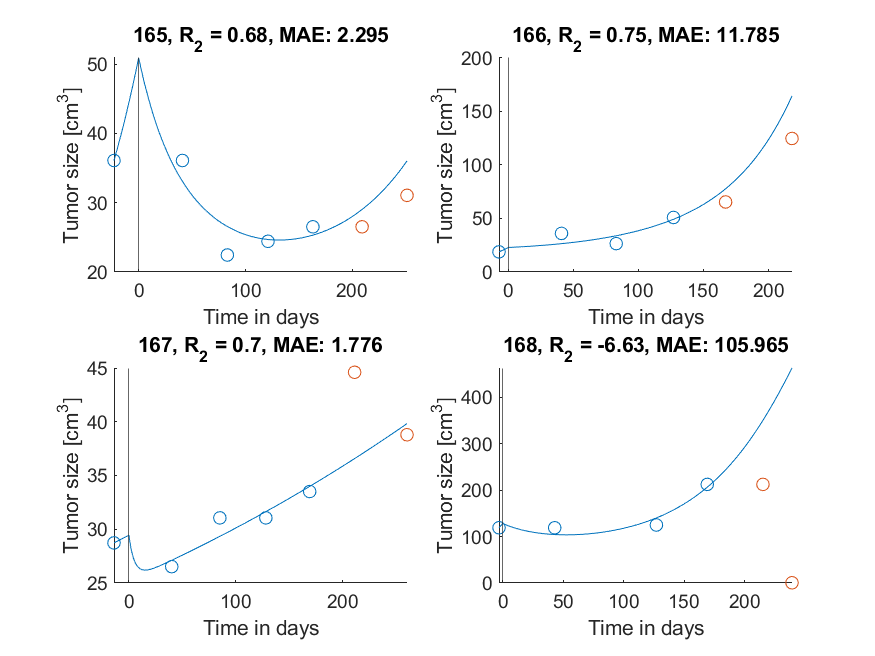 165, R2 = 0.68, MAE: 2.295
Tumor size [cm3]
50
40
30
20
0
100
200
Time in days
166, R2 = 0.75, MAE: 11.785
Tumor size [cm3]
200
150
100
50
0
0
50
100
150
200
Time in days
167, R2 = 0.7, MAE: 1.776
Tumor size [cm3]
45
40
35
30
25
0
100
200
Time in days
168, R2 = -6.63, MAE: 105.965
Tumor size [cm3]
400
300
200
100
0
0
50
100
150
200
Time in days